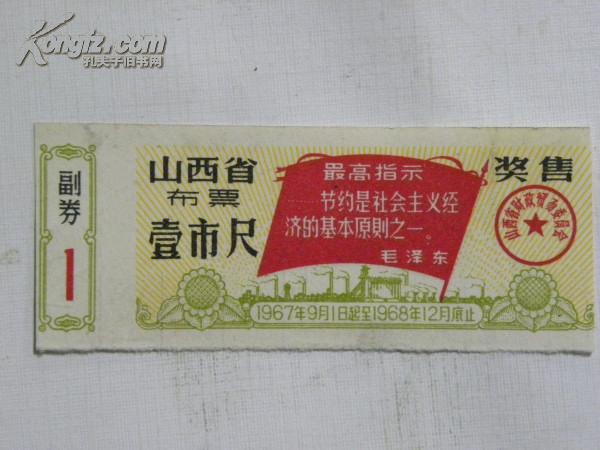 Kongfz.com
孔夫子旧书网
副券
1
山西省
布票
壹市尺
最高指示
节约是社会主义经
济的基本原则之一。
毛泽东
奖售
1967年9月1日起至1968年12月底止